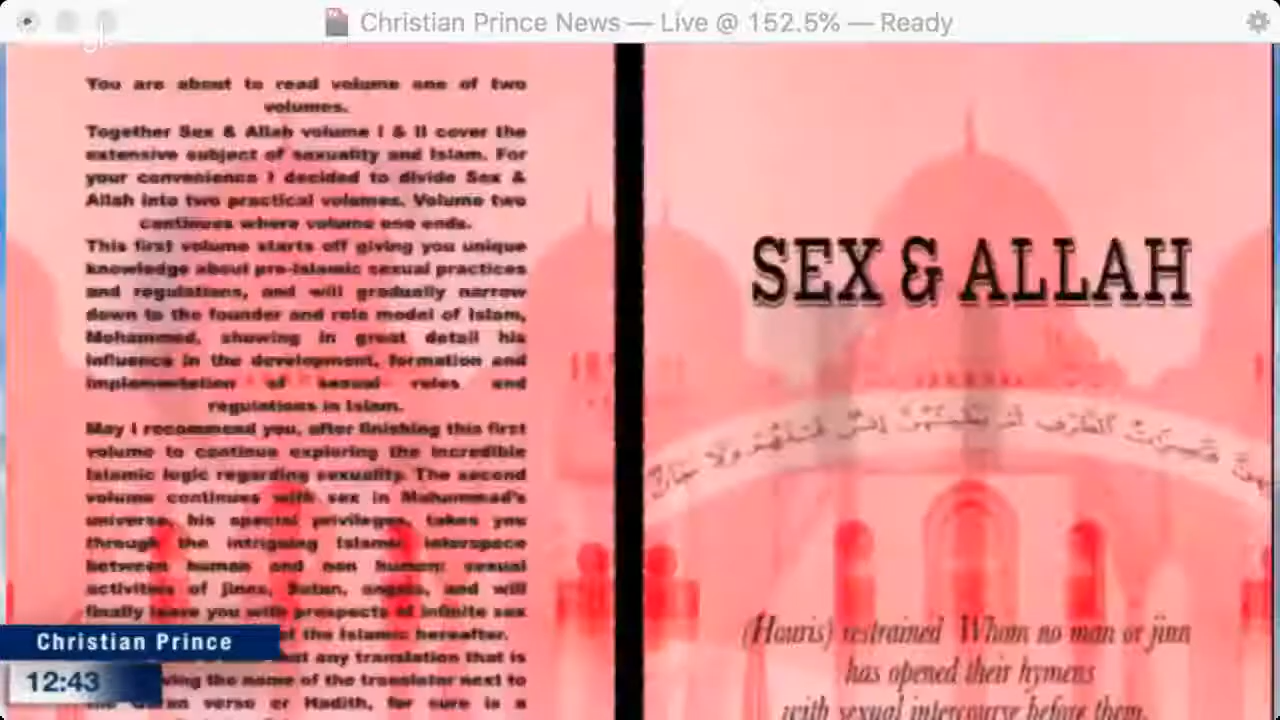 Christian Prince News — Live @ 152.5% — Ready
You are about to read volume one of two
volumes.
Together Sex & Allah volume I & II cover the
extensive subject of sexuality and Islam. For
your convenience I decided to divide Sex &
Allah into two practical volumes. Volume two
continues where volume one ends.
This first volume starts off giving you unique
knowledge about pre-Islamic sexual practices
and regulations, and will gradually narrow
down to the founder and role model of Islam,
Mohammed, showing in great detail his
influence in the development, formation and
implementation of sexual roles and
regulations in Islam.
May I recommend you, after finishing this first
volume to continue exploring the incredible
Islamic logic regarding sexuality. The second
volume continues with sex in Muhammad's
universe, his special privileges, takes you
through the intriguing Islamic interspace
between human and non human: sexual
activities of jinns, Satan, angels, and will
finally leave you with prospects of infinite sex
of the Islamic hereafter.
that any translation that is
the name of the translator next to
verse or Hadith, for sure is a
Christian Prince
12:43
SEX & ALLAH
(Houris) restrained Whom no man or jinn
has opened their hymens
with sexual intercourse before them.